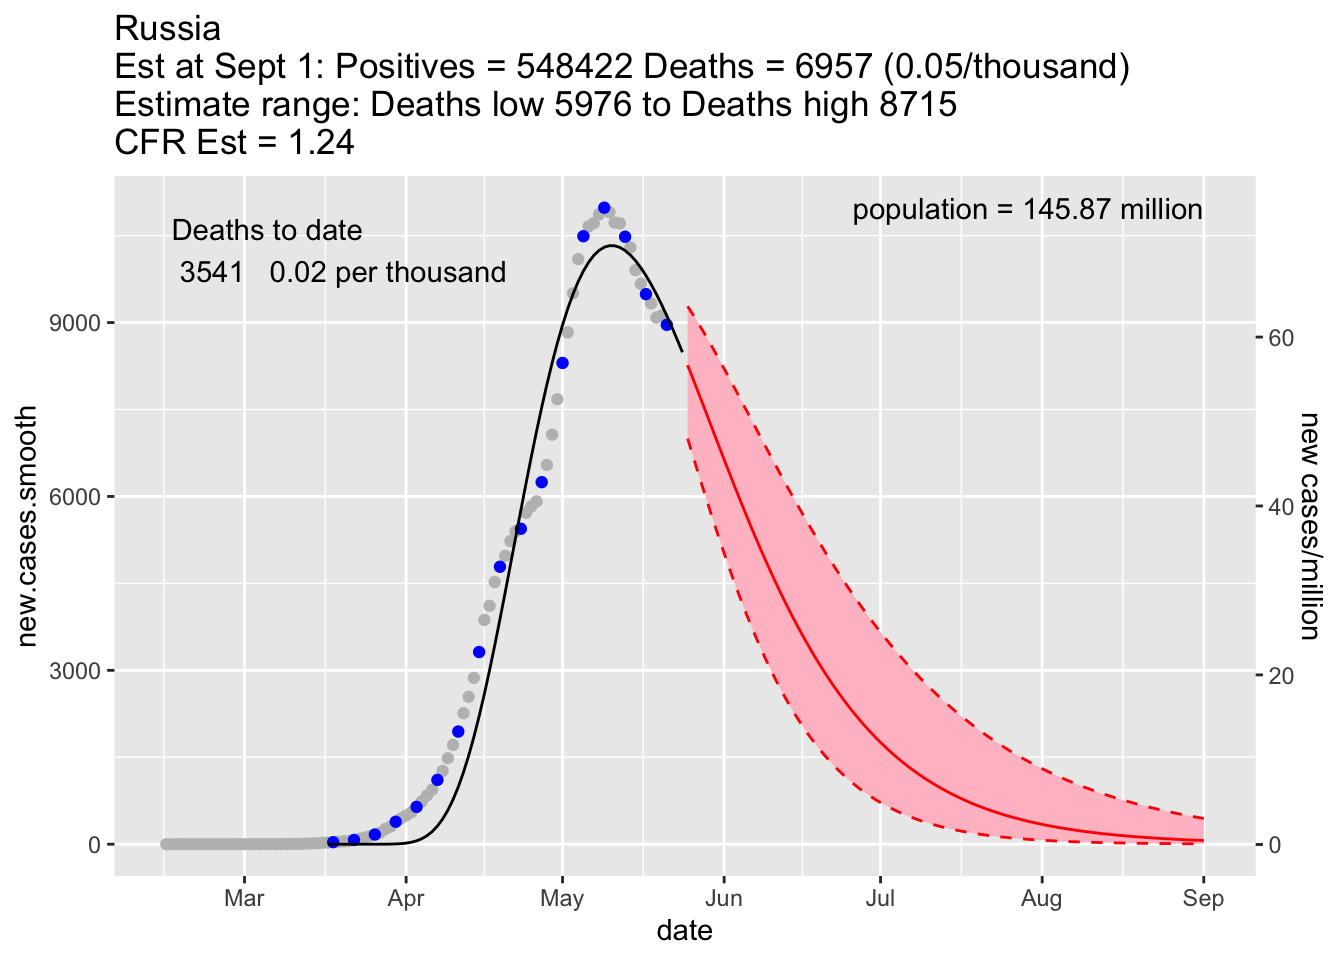 Russia
Est at Sept 1: Positives = 548422 Deaths = 6957 (0.05/thousand)
Estimate range: Deaths low 5976 to Deaths high 8715
CFR Est = 1.24
population = 145.87 million
Deaths to date
3541 0.02 per thousand
9000
6000
3000
0
new.cases.smooth
60
40
20
0
new cases/million
Mar Apr May Jun Jul Aug Sep
date